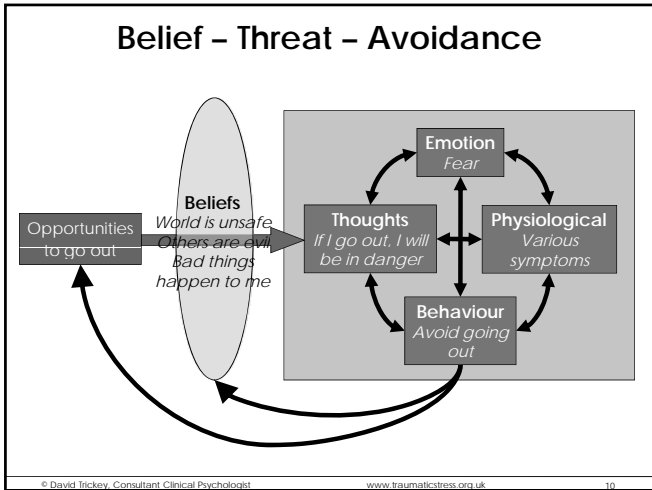 Belief – Threat – Avoidance
Emotion
Fear
Beliefs
World is unsafe
Others are evil
Bad things
happen to me
Opportunities
to go out
Thoughts
If I go out, I will
be in danger
Physiological
Various
symptoms
Behaviour
Avoid going
out
© David Trickey, Consultant Clinical Psychologist
www.traumaticstress.org.uk
10